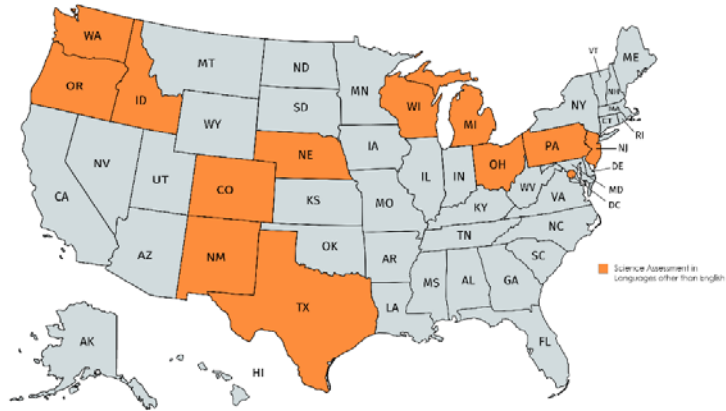 WA
MT
ND
MN
VT
ME
OR
ID
SD
WI
MI
NY
NH
MA
CT
RI
WY
NE
IA
PA
NJ
NV
UT
CO
IL
IN
OH
DE
CA
KS
MO
WV
VA
MD
DC
KY
AZ
NM
OK
AR
TN
NC
SC
TX
MS
AL
GA
LA
FL
AK
HI
Science Assessment in
Languages other than English